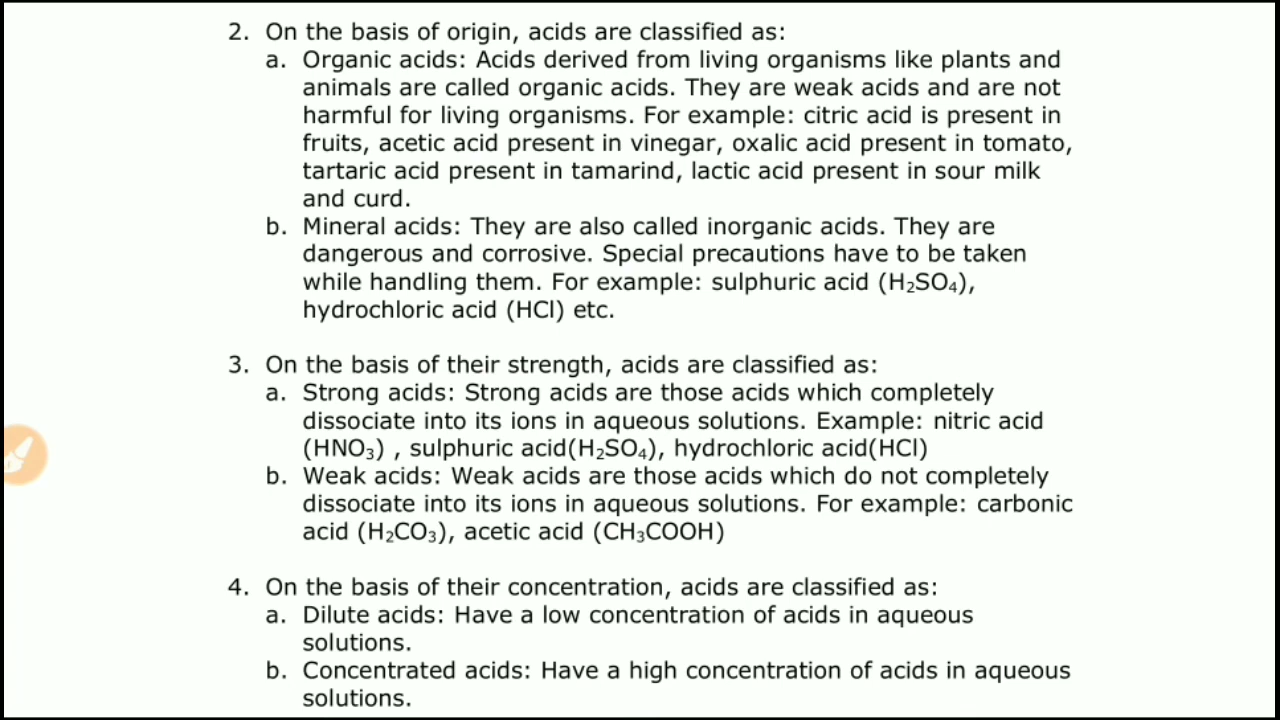 2. On the basis of origin, acids are classified as:
a. Organic acids: Acids derived from living organisms like plants and
animals are called organic acids. They are weak acids and are not
harmful for living organisms. For example: citric acid is present in
fruits, acetic acid present in vinegar, oxalic acid present in tomato,
tartaric acid present in tamarind, lactic acid present in sour milk
and curd.
b. Mineral acids: They are also called inorganic acids. They are
dangerous and corrosive. Special precautions have to be taken
while handling them. For example: sulphuric acid (H₂SO₄),
hydrochloric acid (HCl) etc.
3. On the basis of their strength, acids are classified as:
a. Strong acids: Strong acids are those acids which completely
dissociate into its ions in aqueous solutions. Example: nitric acid
(HNO₃) , sulphuric acid(H₂SO₄), hydrochloric acid(HCl)
b. Weak acids: Weak acids are those acids which do not completely
dissociate into its ions in aqueous solutions. For example: carbonic
acid (H₂CO₃), acetic acid (CH₃COOH)
4. On the basis of their concentration, acids are classified as:
a. Dilute acids: Have a low concentration of acids in aqueous
solutions.
b. Concentrated acids: Have a high concentration of acids in aqueous
solutions.